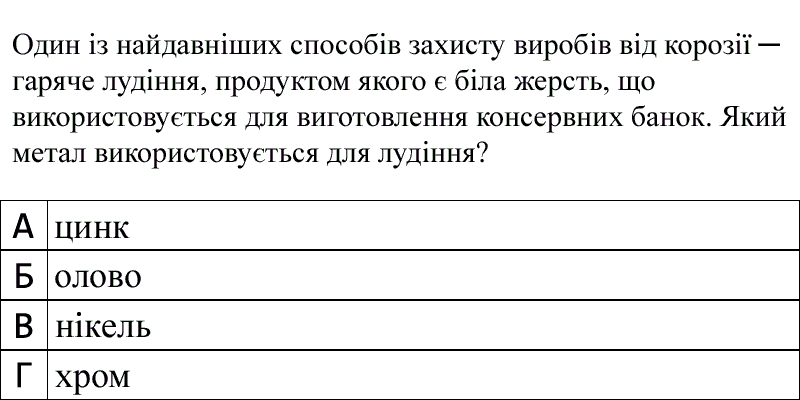 Один із найдавніших способів захисту виробів від корозії —
гаряче лудіння, продуктом якого є біла жерсть, що
використовується для виготовлення консервних банок. Який
метал використовується для лудіння?
А цинк
Б олово
В нікель
Г хром